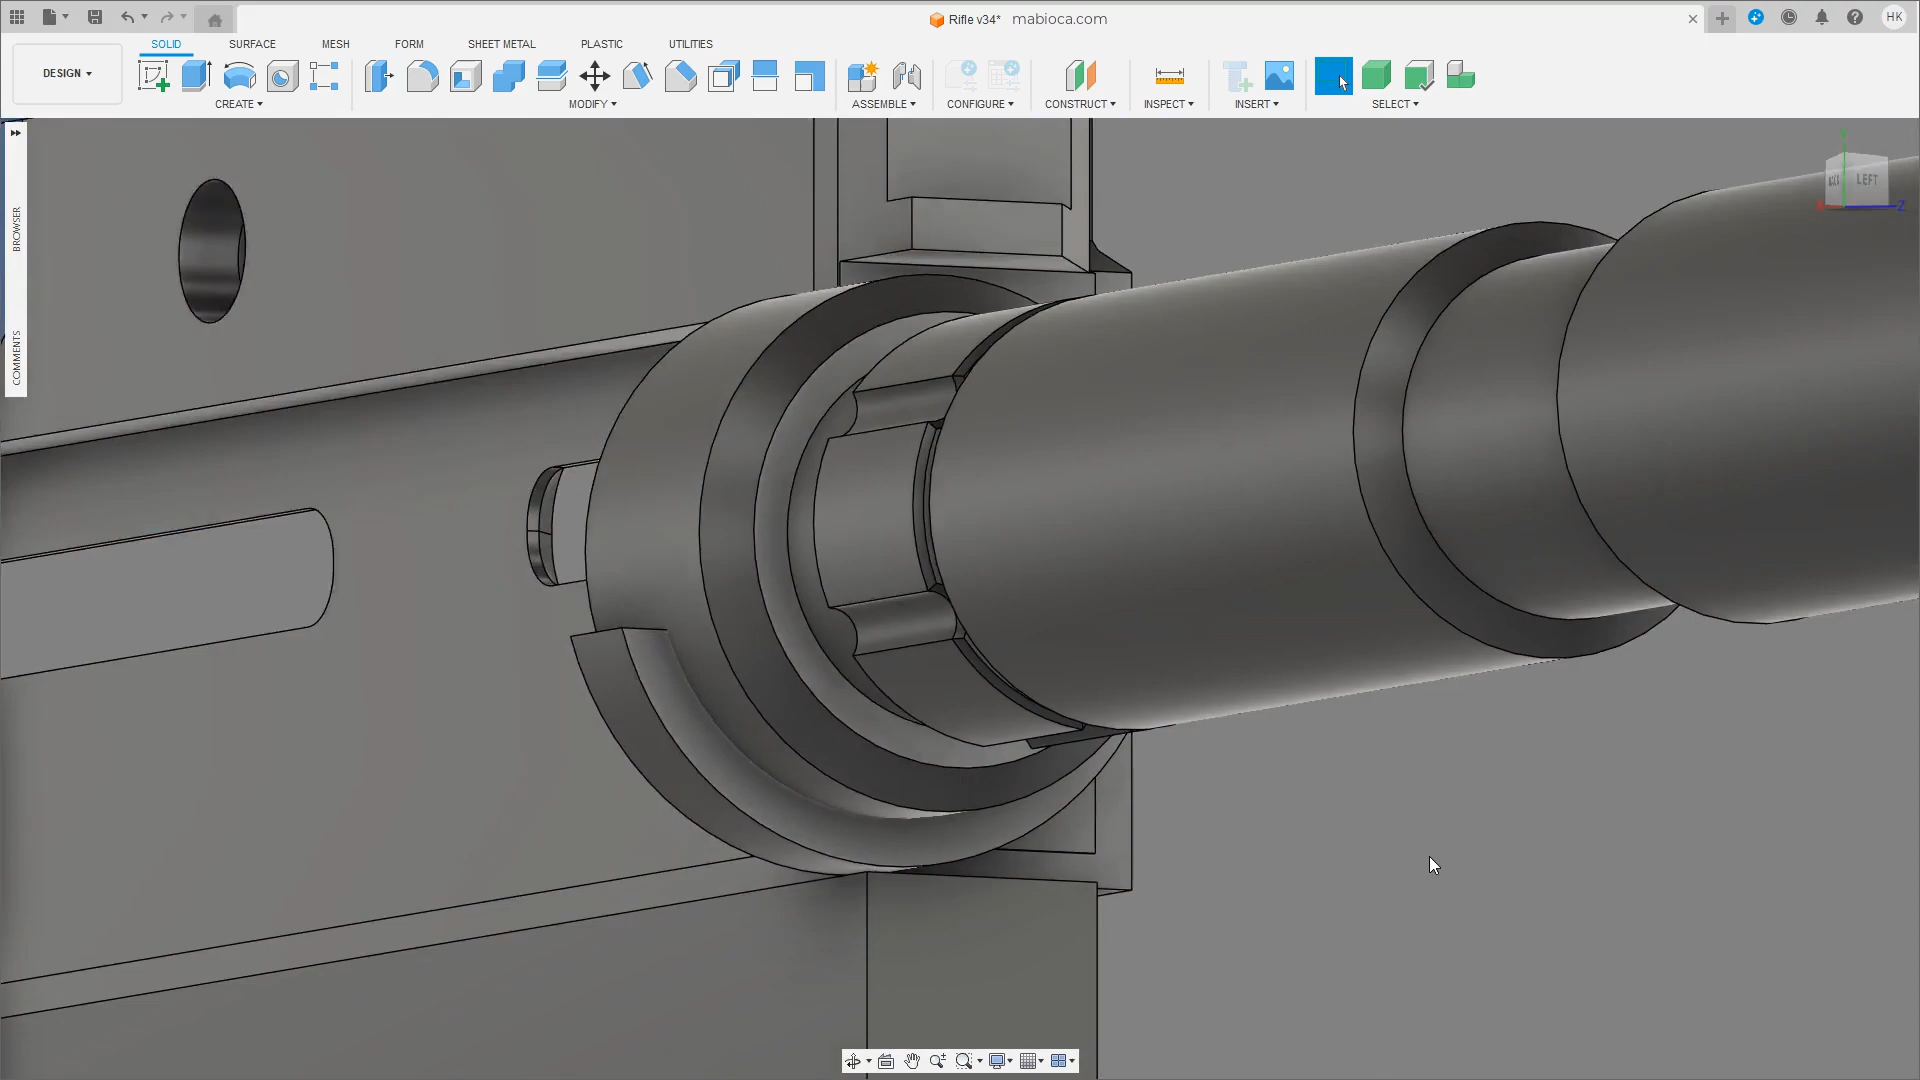 Rifle v34* mabioca.com
HK
DESIGN
SOLID SURFACE MESH FORM SHEET METAL PLASTIC UTILITIES
CREATE MODIFY ASSEMBLE CONFIGURE CONSTRUCT INSPECT INSERT SELECT
BROWSER
COMMENTS
LEFT
Z